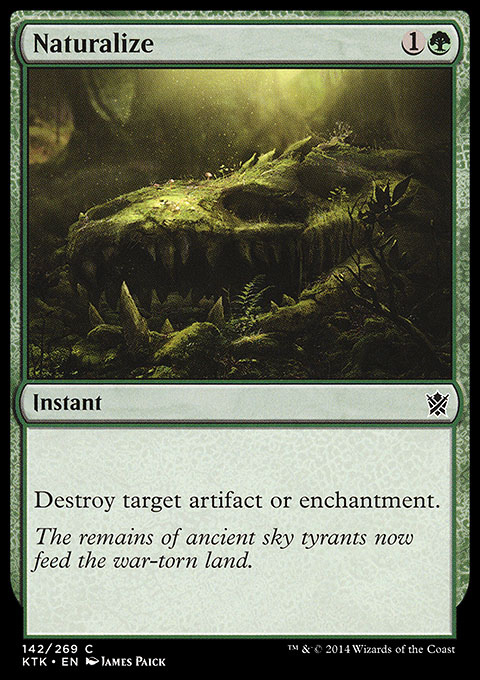 Naturalize 1
Instant
Destroy target artifact or enchantment.
The remains of ancient sky tyrants now
feed the war-torn land.
142/269 C
KTK • EN JAMES PAICK
™ & © 2014 Wizards of the Coast